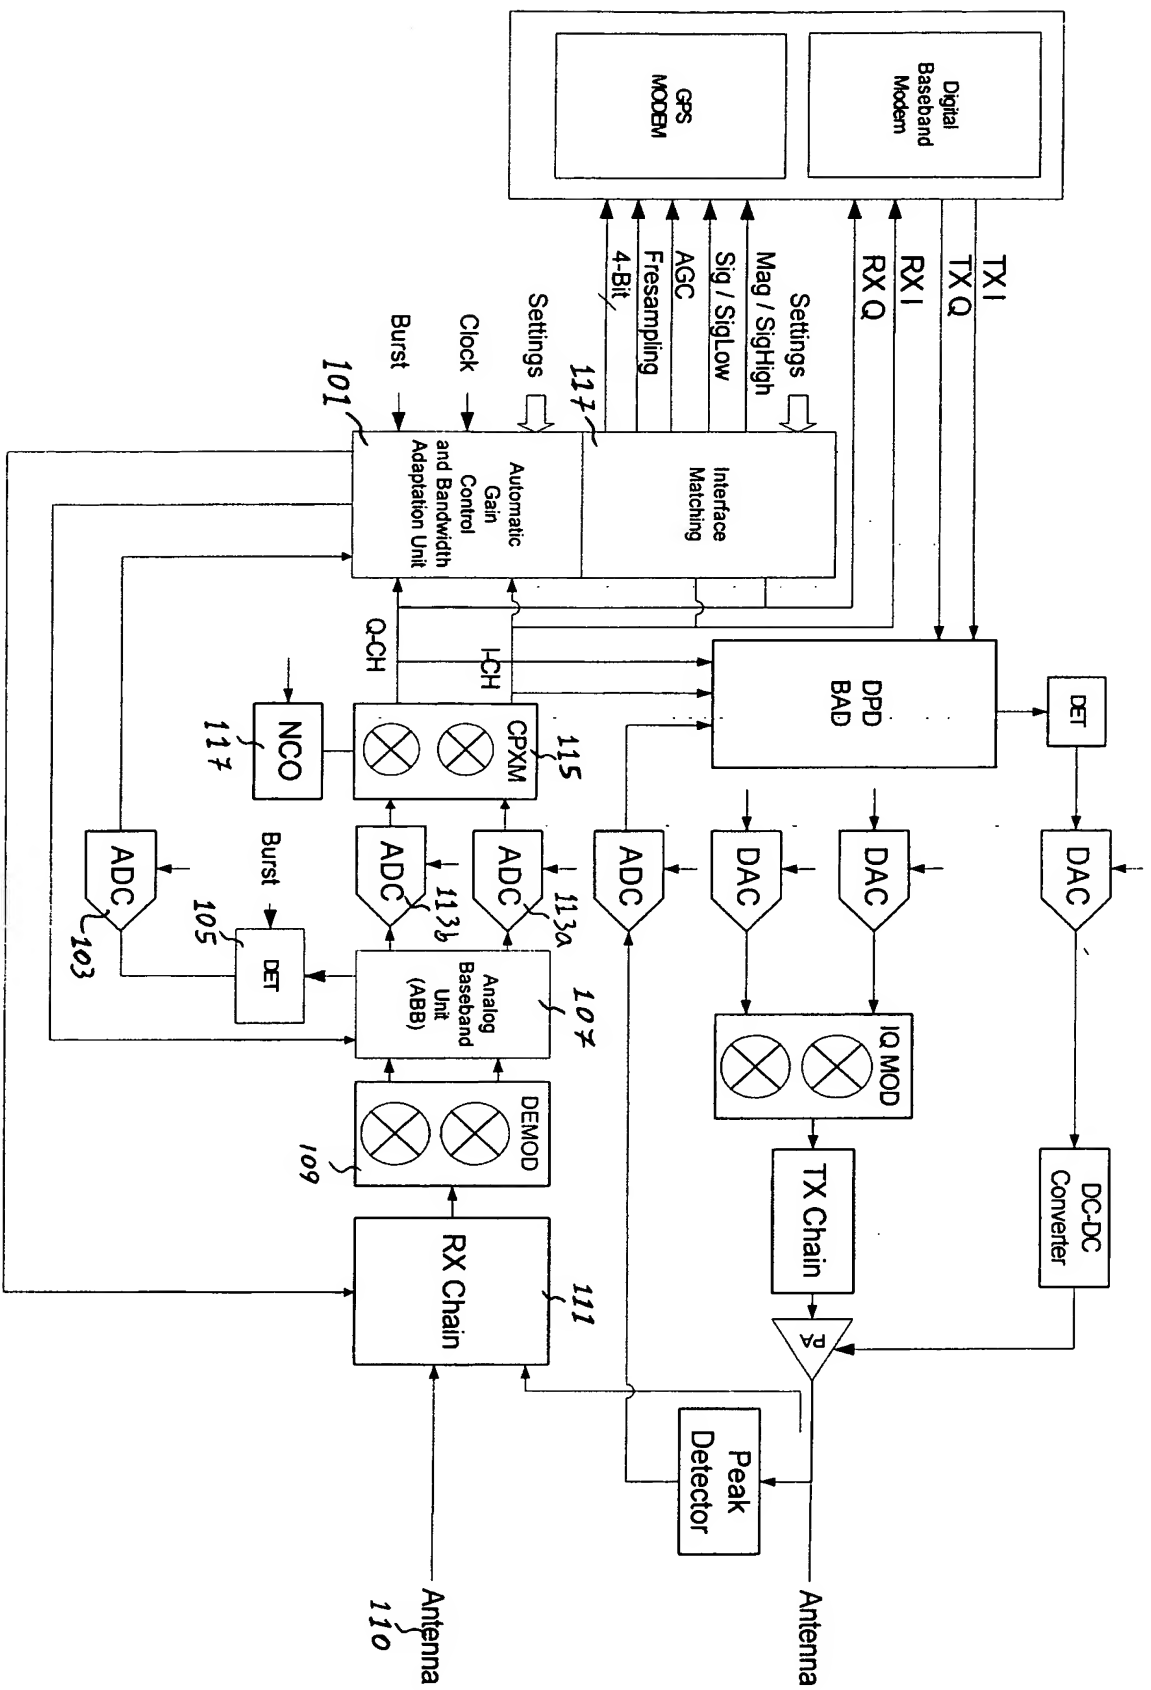 Digital
Baseband
Modem
GPS
MODEM
TX I
TX Q
RX I
RX Q
Mag / SigHigh
Sig / SigLow
AGC
Fresampling
4-Bit
Settings
Settings
Clock
Burst
117
101
Interface
Matching
Automatic
Gain
Control
and Bandwidth
Adaptation Unit
I-CH
Q-CH
DPD
BAD
DET
CPXM
115
NCO
117
DAC
DAC
DAC
ADC
ADC
113a
ADC
113b
ADC
103
Burst
DET
105
Analog
Baseband
Unit
(ABB)
107
IQ MOD
DEMOD
109
DC-DC
Converter
TX Chain
RX Chain
111
PA
Peak
Detector
Antenna
Antenna
110